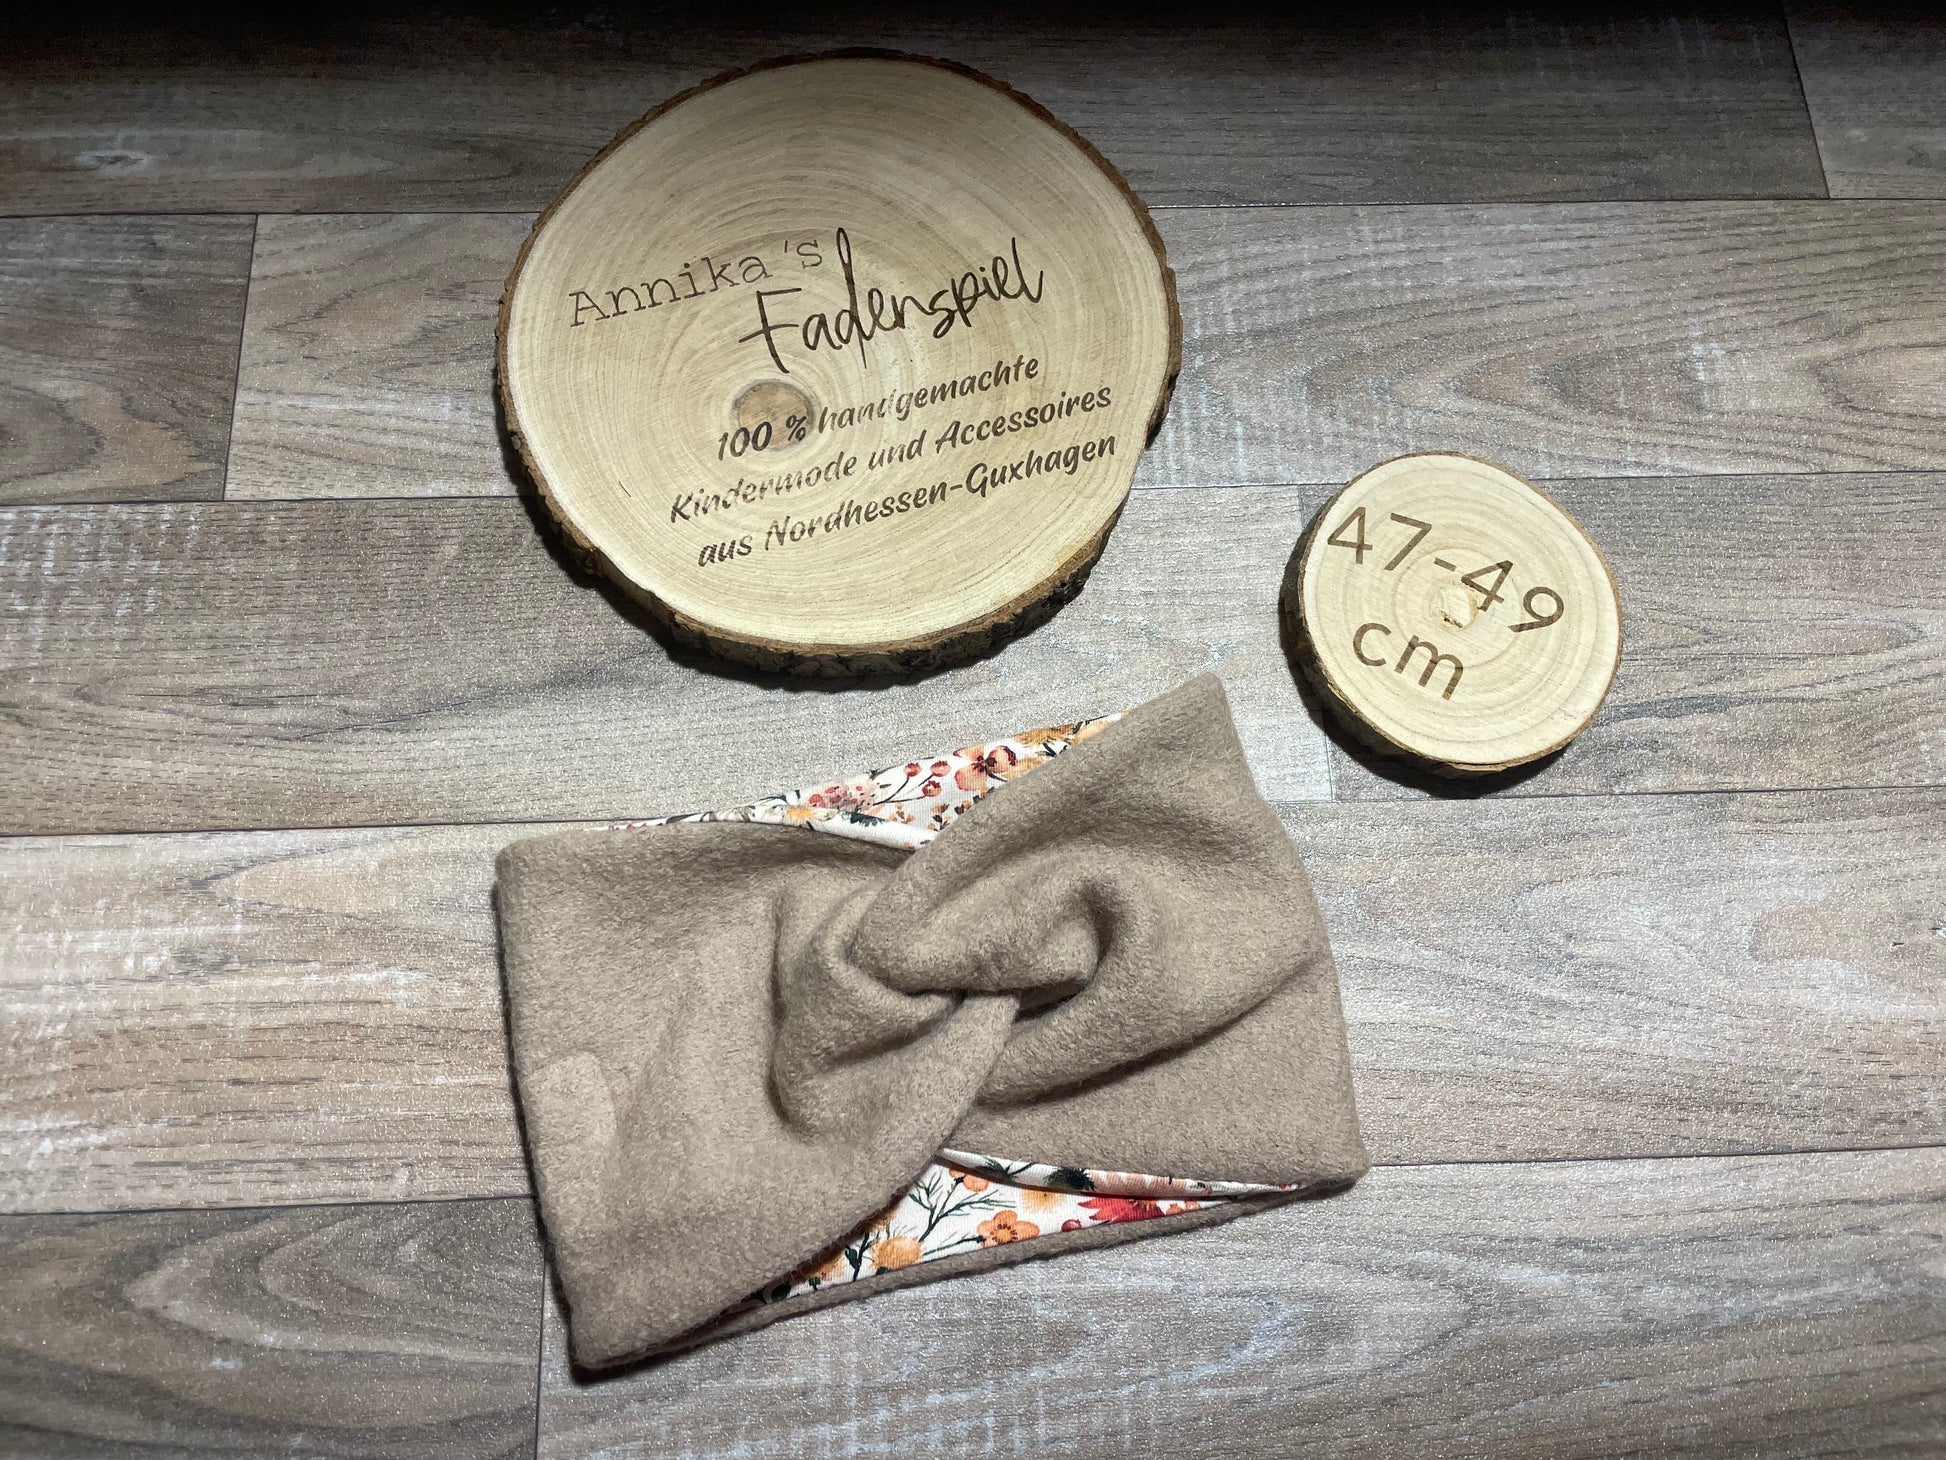 Annika's
Fadenspiel
100 % handgemachte
Kindermode und Accessoires
aus Nordhessen-Guxhagen
47-49
cm